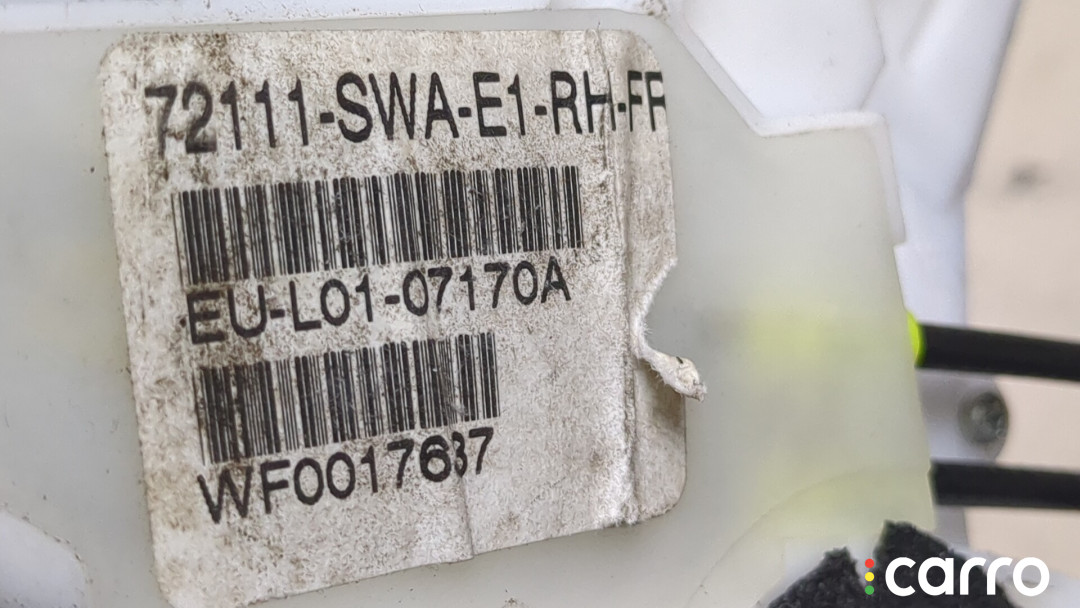 72111-SWA-E1-RH-FR
EU-L01-07170A
WF0017637
carro